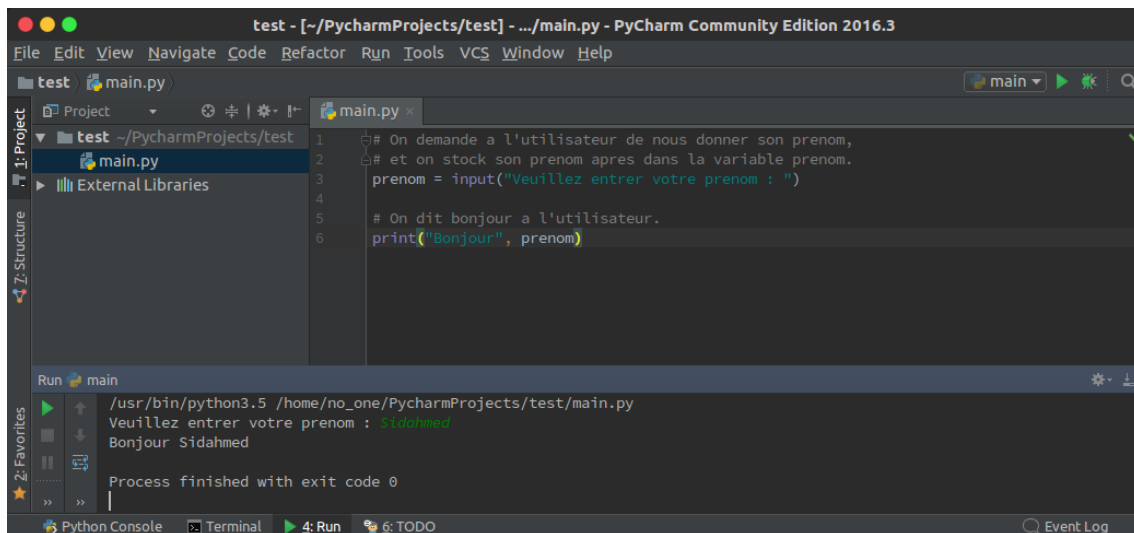 test - [~/PycharmProjects/test] - .../main.py - PyCharm Community Edition 2016.3
File Edit View Navigate Code Refactor Run Tools VCS Window Help
test main.py main
1: Project
Project
main.py
test ~/PycharmProjects/test
main.py
External Libraries
7: Structure
1 # On demande a l'utilisateur de nous donner son prenom,
2 # et on stock son prenom apres dans la variable prenom.
3 prenom = input("Veuillez entrer votre prenom : ")
4
5 # On dit bonjour a l'utilisateur.
6 print("Bonjour", prenom)
Run main
2: Favorites
/usr/bin/python3.5 /home/no_one/PycharmProjects/test/main.py
Veuillez entrer votre prenom : Sidahmed
Bonjour Sidahmed
Process finished with exit code 0
Python Console Terminal 4: Run 6: TODO Event Log